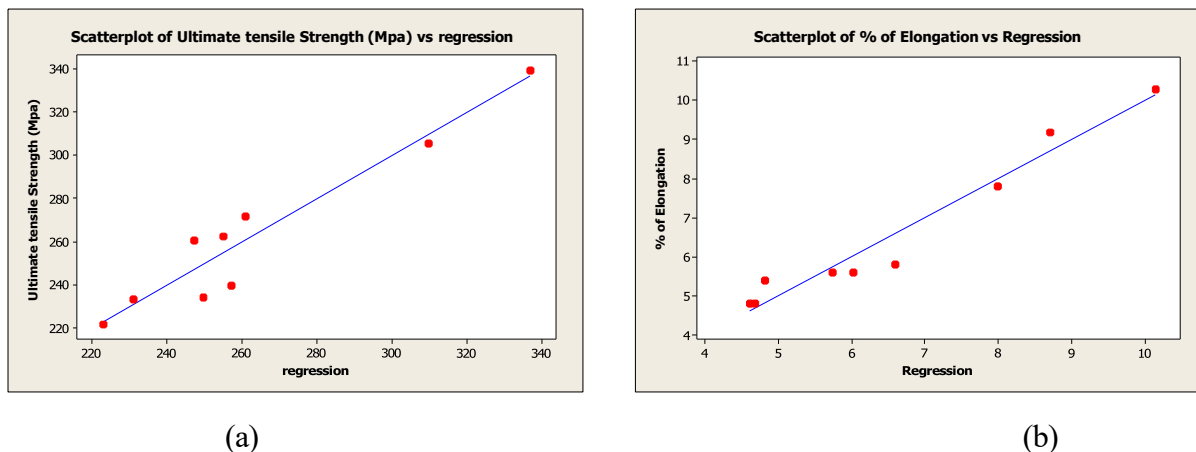 Scatterplot of Ultimate tensile Strength (Mpa) vs regression
Ultimate tensile Strength (Mpa)
340
320
300
280
260
240
220
220 240 260 280 300 320 340
regression
(a)
Scatterplot of % of Elongation vs Regression
% of Elongation
11
10
9
8
7
6
5
4
4 5 6 7 8 9 10
Regression
(b)